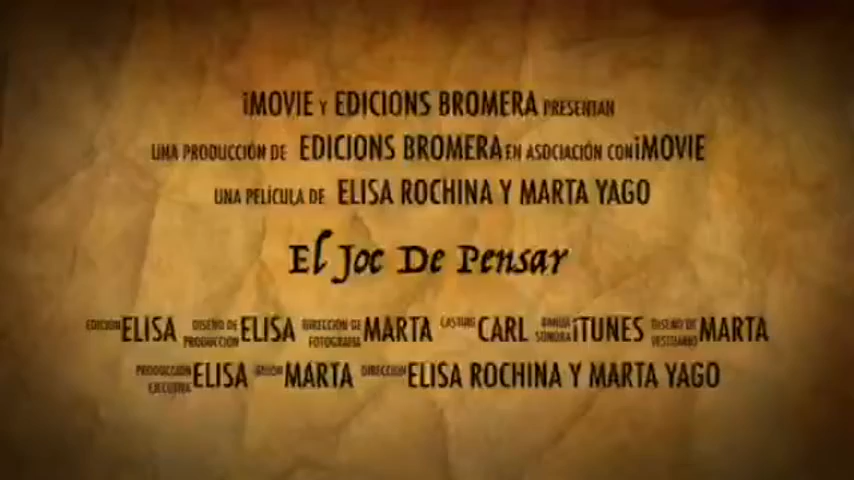 iMOVIE Y EDICIONS BROMERA PRESENTAN
UNA PRODUCCIÓN DE EDICIONS BROMERA EN ASOCIACIÓN CON iMOVIE
UNA PELÍCULA DE ELISA ROCHINA Y MARTA YAGO
El Joc De Pensar
EDICIÓN ELISA DISEÑO DE PRODUCCIÓN ELISA DIRECCIÓN DE FOTOGRAFÍA MARTA CASTING CARL BANDA SONORA iTUNES DISEÑO DE VESTUARIO MARTA
PRODUCCIÓN EJECUTIVA ELISA GUIÓN MARTA DIRECCIÓN ELISA ROCHINA Y MARTA YAGO